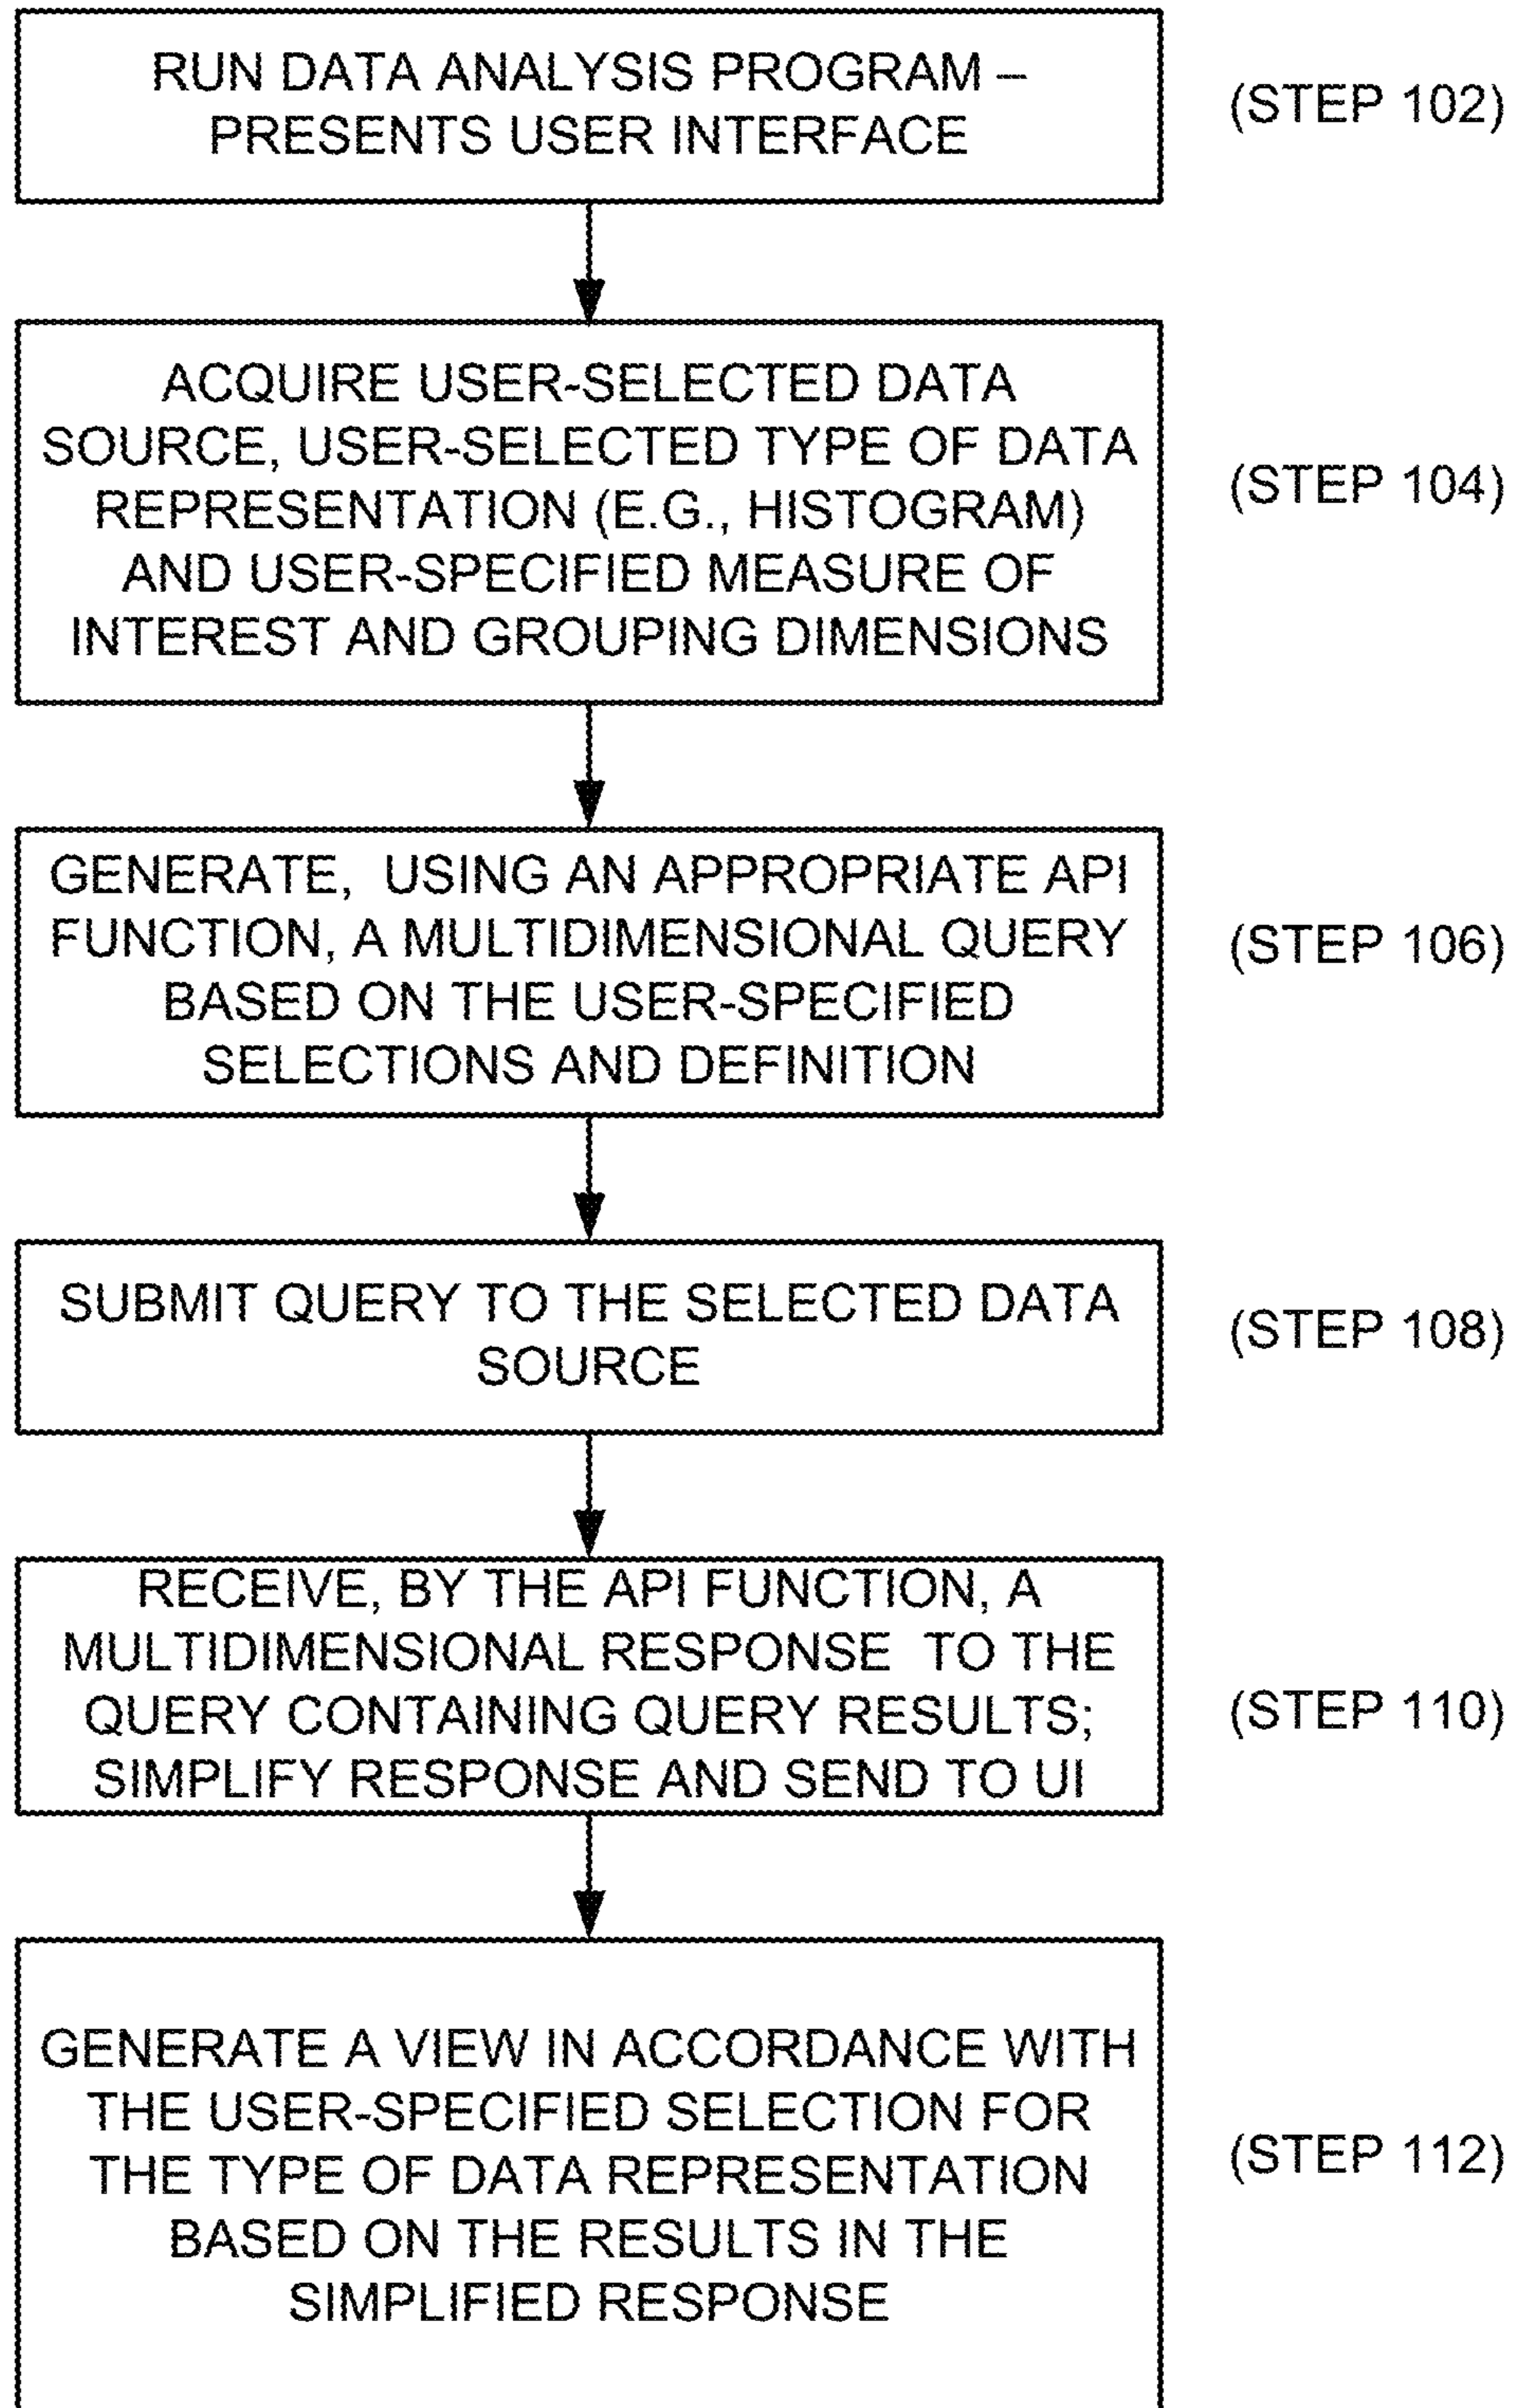 RUN DATA ANALYSIS PROGRAM –
PRESENTS USER INTERFACE
(STEP 102)
ACQUIRE USER-SELECTED DATA
SOURCE, USER-SELECTED TYPE OF DATA
REPRESENTATION (E.G., HISTOGRAM)
AND USER-SPECIFIED MEASURE OF
INTEREST AND GROUPING DIMENSIONS
(STEP 104)
GENERATE, USING AN APPROPRIATE API
FUNCTION, A MULTIDIMENSIONAL QUERY
BASED ON THE USER-SPECIFIED
SELECTIONS AND DEFINITION
(STEP 106)
SUBMIT QUERY TO THE SELECTED DATA
SOURCE
(STEP 108)
RECEIVE, BY THE API FUNCTION, A
MULTIDIMENSIONAL RESPONSE TO THE
QUERY CONTAINING QUERY RESULTS;
SIMPLIFY RESPONSE AND SEND TO UI
(STEP 110)
GENERATE A VIEW IN ACCORDANCE WITH
THE USER-SPECIFIED SELECTION FOR
THE TYPE OF DATA REPRESENTATION
BASED ON THE RESULTS IN THE
SIMPLIFIED RESPONSE
(STEP 112)